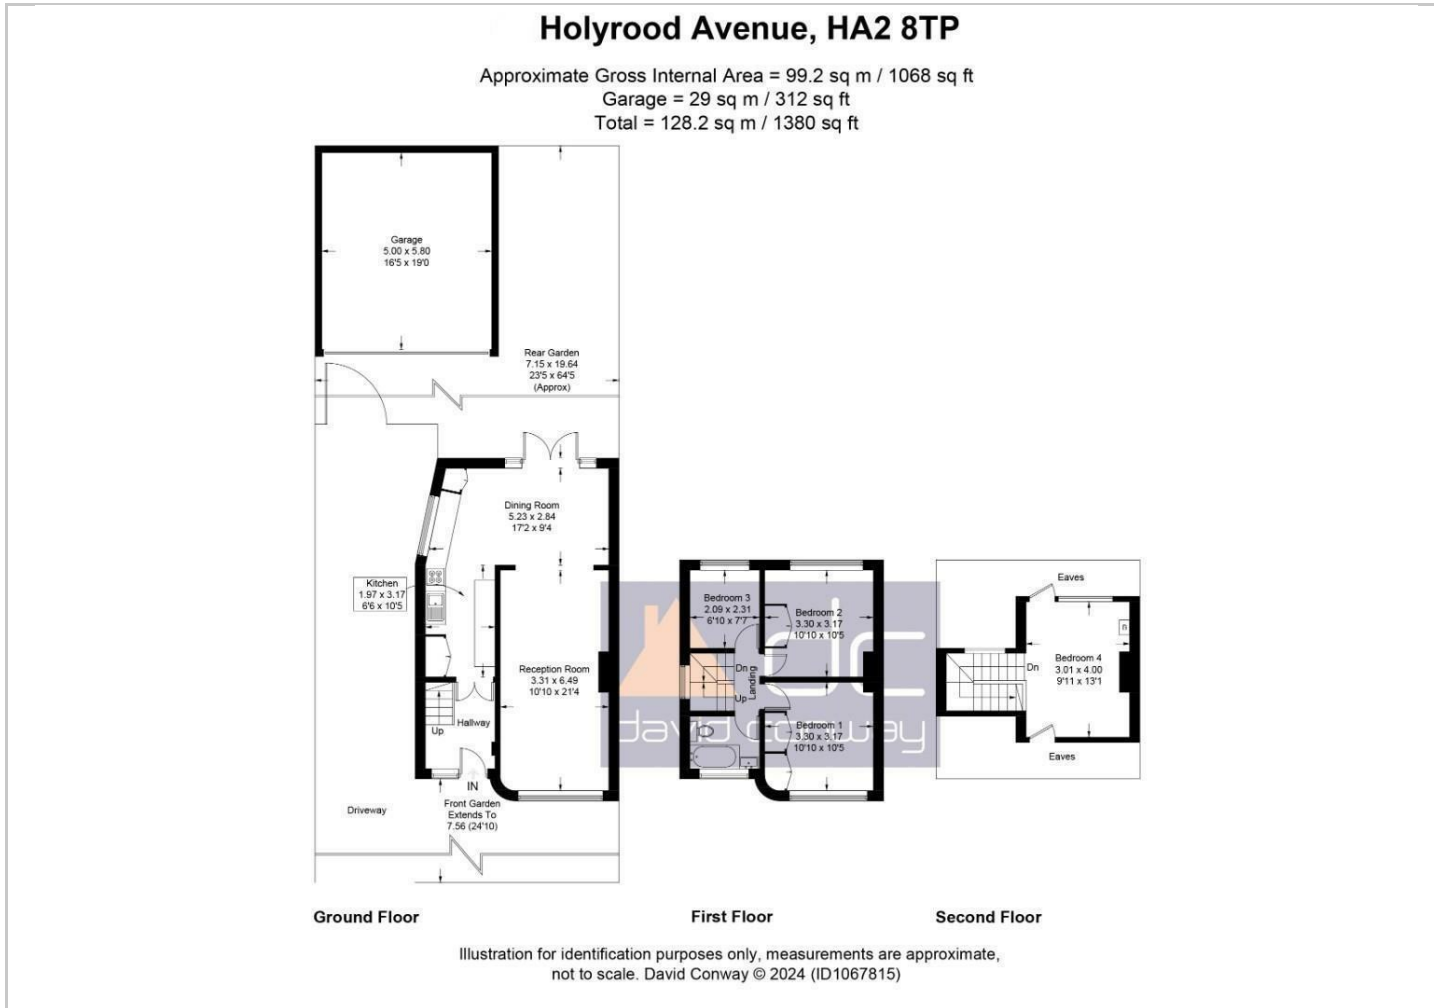 Holyrood Avenue, HA2 8TP
Approximate Gross Internal Area = 99.2 sq m / 1068 sq ft
Garage = 29 sq m / 312 sq ft
Total = 128.2 sq m / 1380 sq ft
Garage
5.00 x 5.80
16'5 x 19'0
Rear Garden
7.15 x 19.64
23'5 x 64'5
(Approx)
Dining Room
5.23 x 2.84
17'2 x 9'4
Kitchen
1.97 x 3.17
6'6 x 10'5
Reception Room
3.31 x 6.49
10'10 x 21'4
Hallway
Up
IN
Front Garden
Extends To
7.56 (24'10)
Driveway
Ground Floor
Bedroom 3
2.09 x 2.31
6'10 x 7'7
Bedroom 2
3.30 x 3.17
10'10 x 10'5
Dn
Landing
Up
Bedroom 1
3.30 x 3.17
10'10 x 10'5
dc
david conway
First Floor
Eaves
Dn
Bedroom 4
3.01 x 4.00
9'11 x 13'1
Eaves
Second Floor
Illustration for identification purposes only, measurements are approximate,
not to scale. David Conway © 2024 (ID1067815)